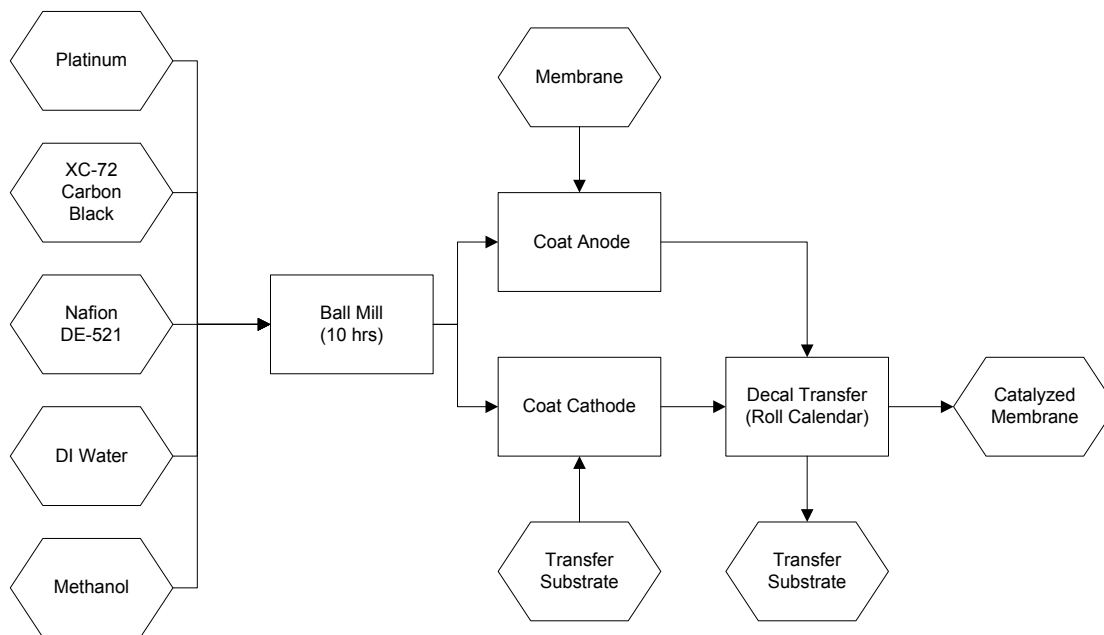 Platinum
XC-72
Carbon
Black
Nafion
DE-521
DI Water
Methanol
Ball Mill
(10 hrs)
Membrane
Coat Anode
Coat Cathode
Transfer
Substrate
Decal Transfer
(Roll Calendar)
Transfer
Substrate
Catalyzed
Membrane